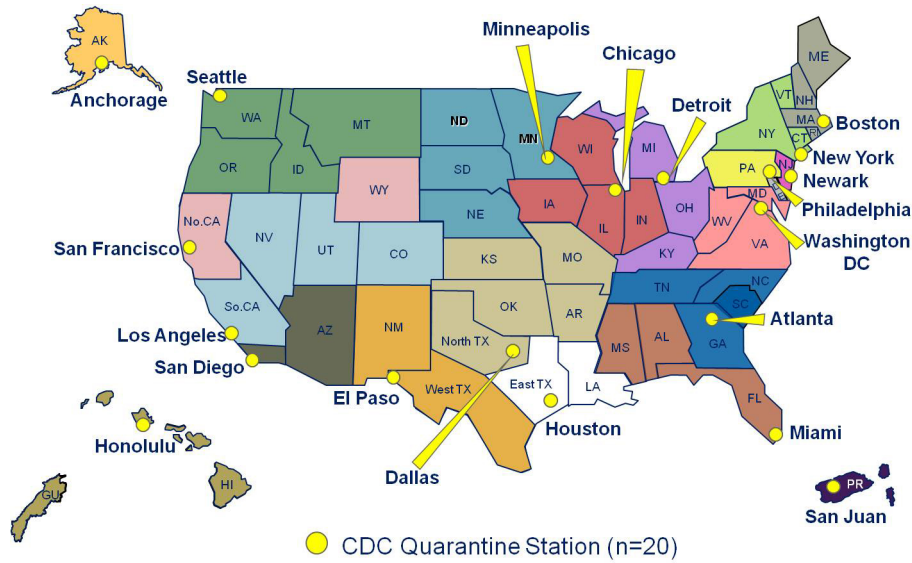 Minneapolis
Chicago
AK
ME
Seattle
Detroit
Anchorage
VT
NH
WA
MT
ND
MN
WI
MI
NY
MA
Boston
CT
RI
OR
ID
SD
PA
NJ
New York
Newark
WY
IA
MD
Philadelphia
NE
OH
WV
No.CA
IL
IN
Washington
DC
San Francisco
NV
UT
CO
KS
MO
KY
VA
TN
NC
So.CA
OK
AR
SC
Los Angeles
AZ
NM
North TX
MS
AL
GA
Atlanta
San Diego
El Paso
West TX
East TX
LA
FL
Honolulu
Houston
Miami
Dallas
GU
HI
PR
San Juan
CDC Quarantine Station (n=20)